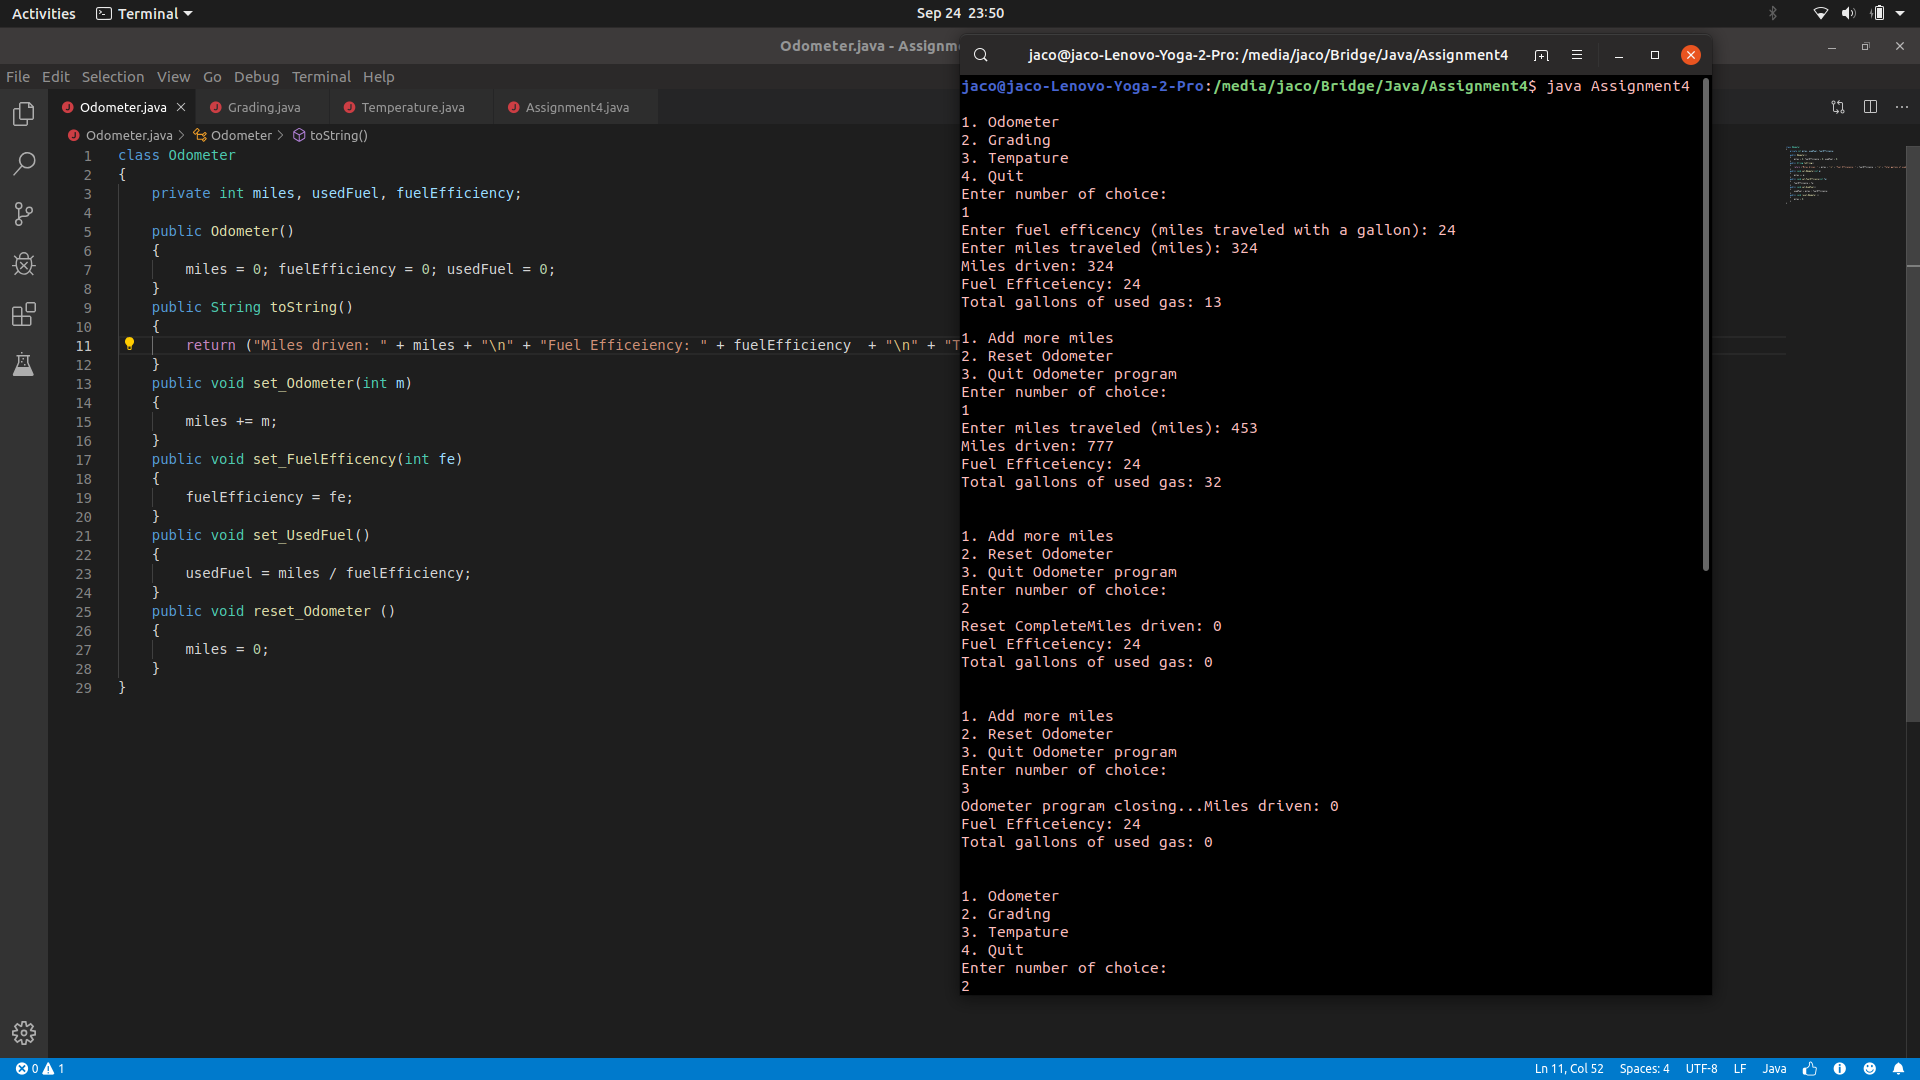 Activities Terminal Sep 24 23:50
Odometer.java - Assignm
File Edit Selection View Go Debug Terminal Help
Odometer.java Grading.java Temperature.java Assignment4.java
Odometer.java > Odometer > toString()
1 class Odometer
2 {
3 private int miles, usedFuel, fuelEfficiency;
4
5 public Odometer()
6 {
7 miles = 0; fuelEfficiency = 0; usedFuel = 0;
8 }
9 public String toString()
10 {
11 return ("Miles driven: " + miles + "\n" + "Fuel Efficeiency: " + fuelEfficiency  + "\n" + "T
12 }
13 public void set_Odometer(int m)
14 {
15 miles += m;
16 }
17 public void set_FuelEfficency(int fe)
18 {
19 fuelEfficiency = fe;
20 }
21 public void set_UsedFuel()
22 {
23 usedFuel = miles / fuelEfficiency;
24 }
25 public void reset_Odometer ()
26 {
27 miles = 0;
28 }
29 }
jaco@jaco-Lenovo-Yoga-2-Pro: /media/jaco/Bridge/Java/Assignment4
jaco@jaco-Lenovo-Yoga-2-Pro:/media/jaco/Bridge/Java/Assignment4$ java Assignment4
1. Odometer
2. Grading
3. Tempature
4. Quit
Enter number of choice:
1
Enter fuel efficency (miles traveled with a gallon): 24
Enter miles traveled (miles): 324
Miles driven: 324
Fuel Efficeiency: 24
Total gallons of used gas: 13
1. Add more miles
2. Reset Odometer
3. Quit Odometer program
Enter number of choice:
1
Enter miles traveled (miles): 453
Miles driven: 777
Fuel Efficeiency: 24
Total gallons of used gas: 32
1. Add more miles
2. Reset Odometer
3. Quit Odometer program
Enter number of choice:
2
Reset CompleteMiles driven: 0
Fuel Efficeiency: 24
Total gallons of used gas: 0
1. Add more miles
2. Reset Odometer
3. Quit Odometer program
Enter number of choice:
3
Odometer program closing...Miles driven: 0
Fuel Efficeiency: 24
Total gallons of used gas: 0
1. Odometer
2. Grading
3. Tempature
4. Quit
Enter number of choice:
2
0 1 Ln 11, Col 52 Spaces: 4 UTF-8 LF Java